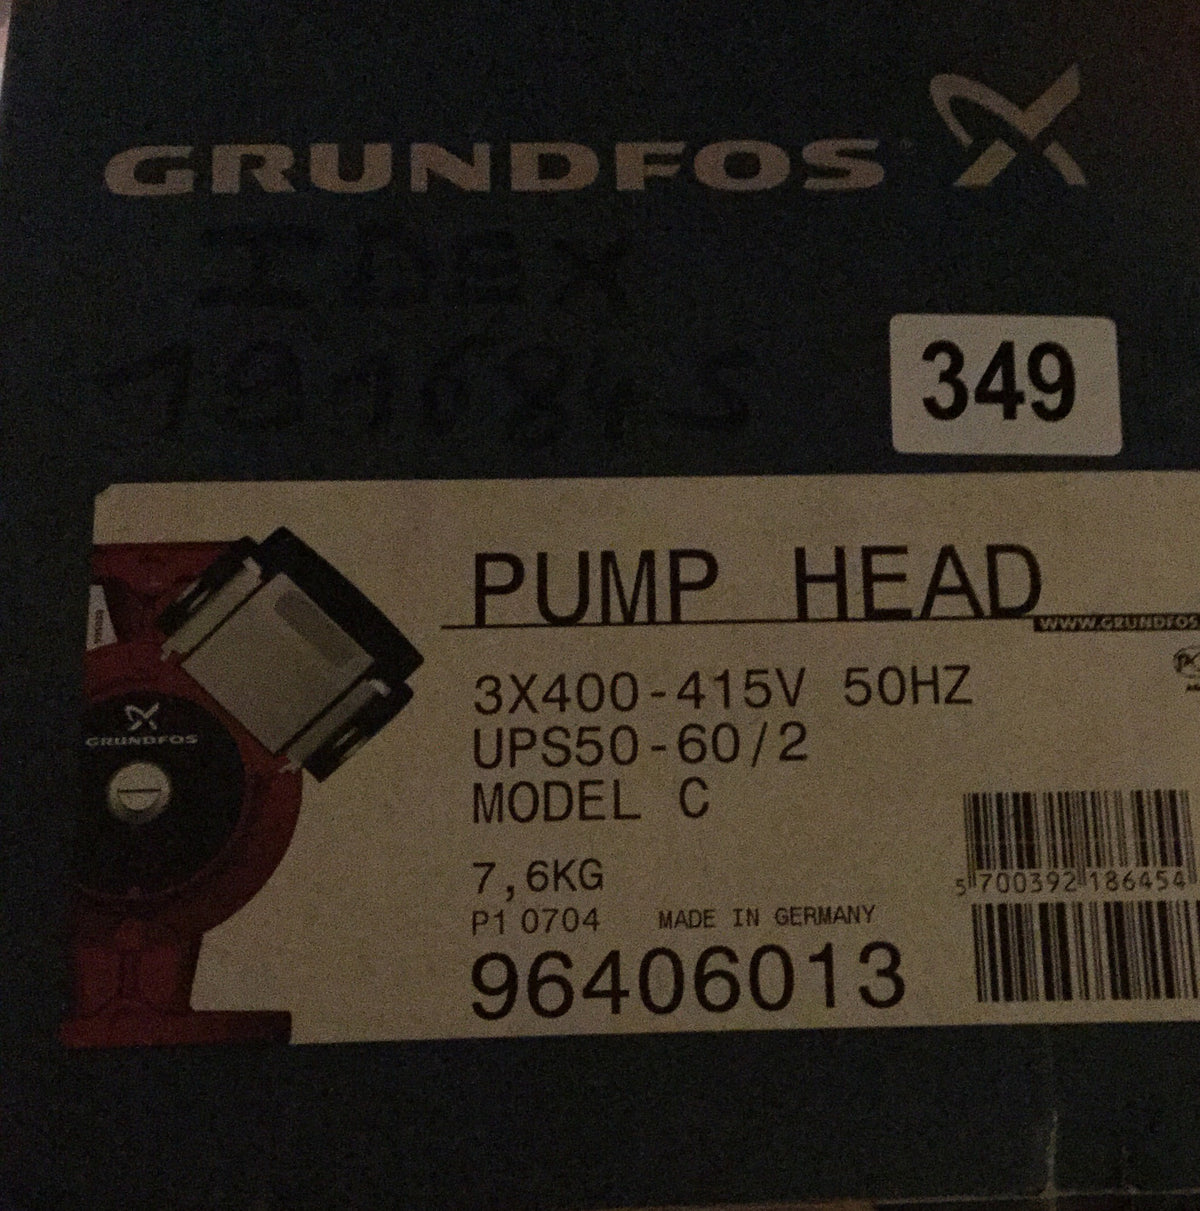 GRUNDFOS
349
PUMP HEAD
WWW.GRUNDFOS
3X400-415V 50HZ
UPS50-60/2
MODEL C
GRUNDFOS
7,6KG
5 700392 186454
P1 0704 MADE IN GERMANY
96406013